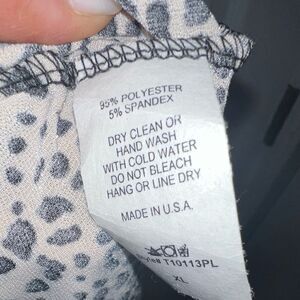 95% POLYESTER
5% SPANDEX
DRY CLEAN OR
HAND WASH
WITH COLD WATER
DO NOT BLEACH
HANG OR LINE DRY
MADE IN U.S.A.
T10113PL
XL